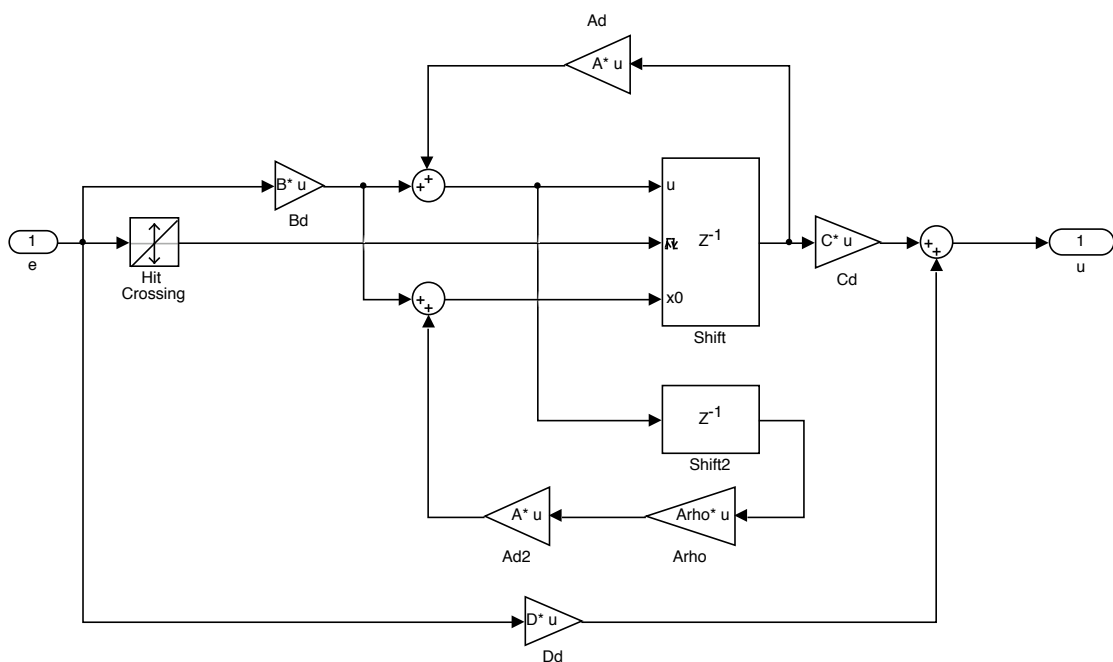 Ad
A* u
B* u
Bd
u
1
e
Hit
Crossing
Z-1
C* u
Cd
1
u
x0
Shift
Z-1
Shift2
A* u
Ad2
Arho* u
Arho
D* u
Dd